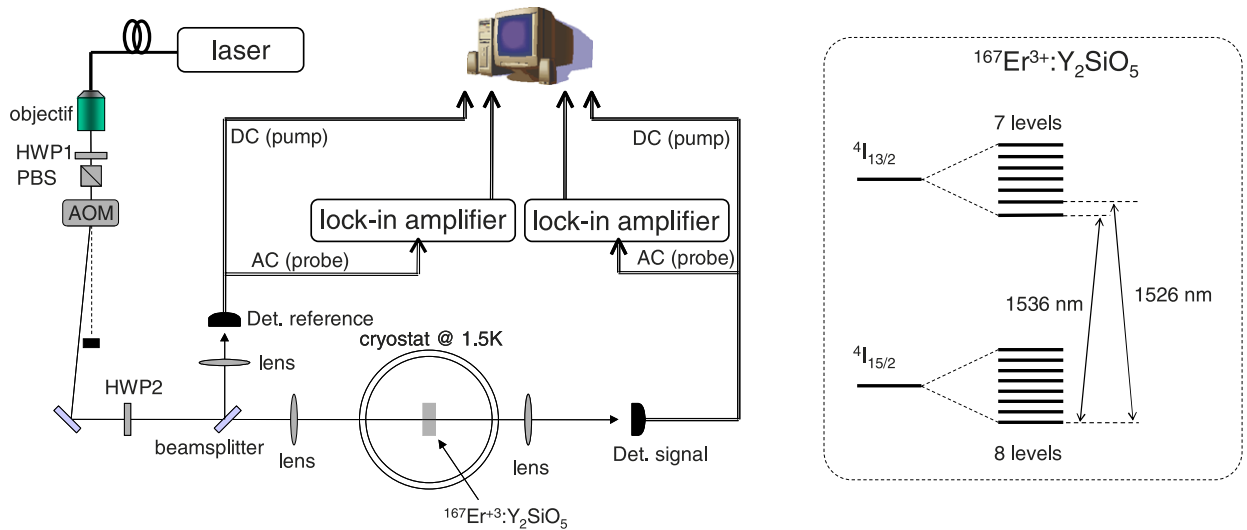 laser
objectif
HWP1
PBS
AOM
DC (pump)
DC (pump)
lock-in amplifier
lock-in amplifier
AC (probe)
AC (probe)
Det. reference
cryostat @ 1.5K
lens
HWP2
beamsplitter
lens
lens
Det. signal
¹⁶⁷Er⁺³:Y₂SiO₅
¹⁶⁷Er³⁺:Y₂SiO₅
7 levels
⁴I₁₃/₂
1536 nm
1526 nm
⁴I₁₅/₂
8 levels